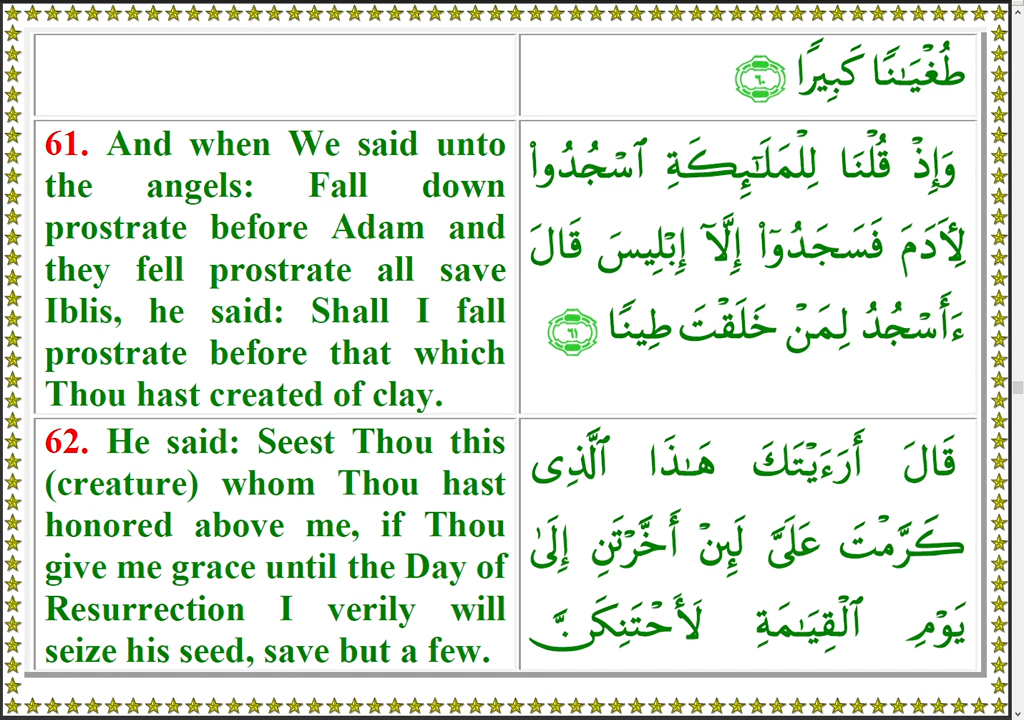 طُغْيَـٰنًا كَبِيرًا ٦٠
61. And when We said unto
the angels: Fall down
prostrate before Adam and
they fell prostrate all save
Iblis, he said: Shall I fall
prostrate before that which
Thou hast created of clay.
وَإِذْ قُلْنَا لِلْمَلَـٰٓئِكَةِ ٱسْجُدُوا۟
لِـَٔادَمَ فَسَجَدُوٓا۟ إِلَّآ إِبْلِيسَ قَالَ
ءَأَسْجُدُ لِمَنْ خَلَقْتَ طِينًا ٦١
62. He said: Seest Thou this
(creature) whom Thou hast
honored above me, if Thou
give me grace until the Day of
Resurrection I verily will
seize his seed, save but a few.
قَالَ أَرَءَيْتَكَ هَـٰذَا ٱلَّذِى
كَرَّمْتَ عَلَىَّ لَئِنْ أَخَّرْتَنِ إِلَىٰ
يَوْمِ ٱلْقِيَـٰمَةِ لَأَحْتَنِكَنَّ